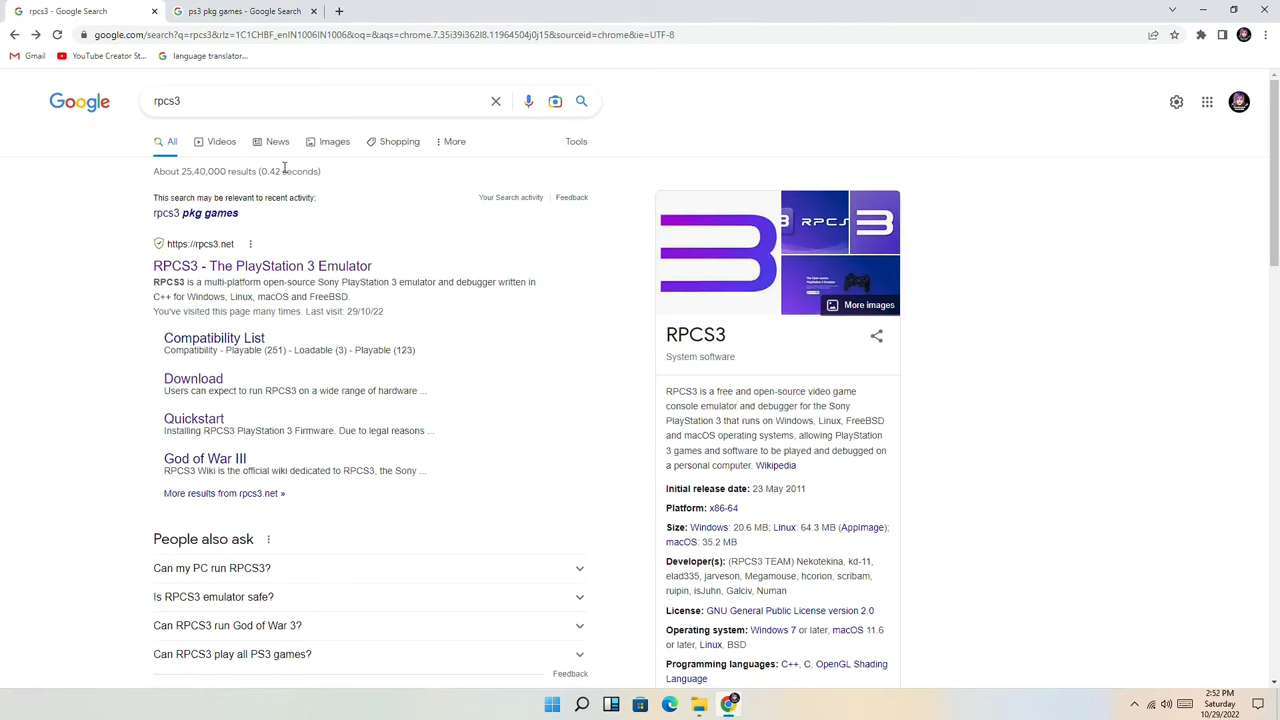 rpcs3 - Google Search
ps3 pkg games - Google Search
google.com/search?q=rpcs3&rlz=1C1CHBF_enIN1006IN1006&oq=&aqs=chrome.7.35i39i362l8.11964504j0j15&sourceid=chrome&ie=UTF-8
Gmail
YouTube Creator St...
language translator...
Google
rpcs3
All
Videos
News
Images
Shopping
More
Tools
About 25,40,000 results (0.42 seconds)
This search may be relevant to recent activity:
Your Search activity
Feedback
rpcs3 pkg games
https://rpcs3.net
RPCS3 - The PlayStation 3 Emulator
RPCS3 is a multi-platform open-source Sony PlayStation 3 emulator and debugger written in
C++ for Windows, Linux, macOS and FreeBSD.
You've visited this page many times. Last visit: 29/10/22
Compatibility List
Compatibility - Playable (251) - Loadable (3) - Playable (123)
Download
Users can expect to run RPCS3 on a wide range of hardware ...
Quickstart
Installing RPCS3 PlayStation 3 Firmware. Due to legal reasons ...
God of War III
RPCS3 Wiki is the official wiki dedicated to RPCS3, the Sony ...
More results from rpcs3.net »
People also ask
Can my PC run RPCS3?
Is RPCS3 emulator safe?
Can RPCS3 run God of War 3?
Can RPCS3 play all PS3 games?
Feedback
RPCS3
More images
RPCS3
System software
RPCS3 is a free and open-source video game
console emulator and debugger for the Sony
PlayStation 3 that runs on Windows, Linux, FreeBSD
and macOS operating systems, allowing PlayStation
3 games and software to be played and debugged on
a personal computer. Wikipedia
Initial release date: 23 May 2011
Platform: x86-64
Size: Windows: 20.6 MB; Linux: 64.3 MB (AppImage);
macOS: 35.2 MB
Developer(s): (RPCS3 TEAM) Nekotekina, kd-11,
elad335, jarveson, Megamouse, hcorion, scribam,
ruipin, isJuhn, Galciv, Numan
License: GNU General Public License version 2.0
Operating system: Windows 7 or later, macOS 11.6
or later, Linux, BSD
Programming languages: C++, C, OpenGL Shading
Language
2:52 PM
Saturday
10/29/2022